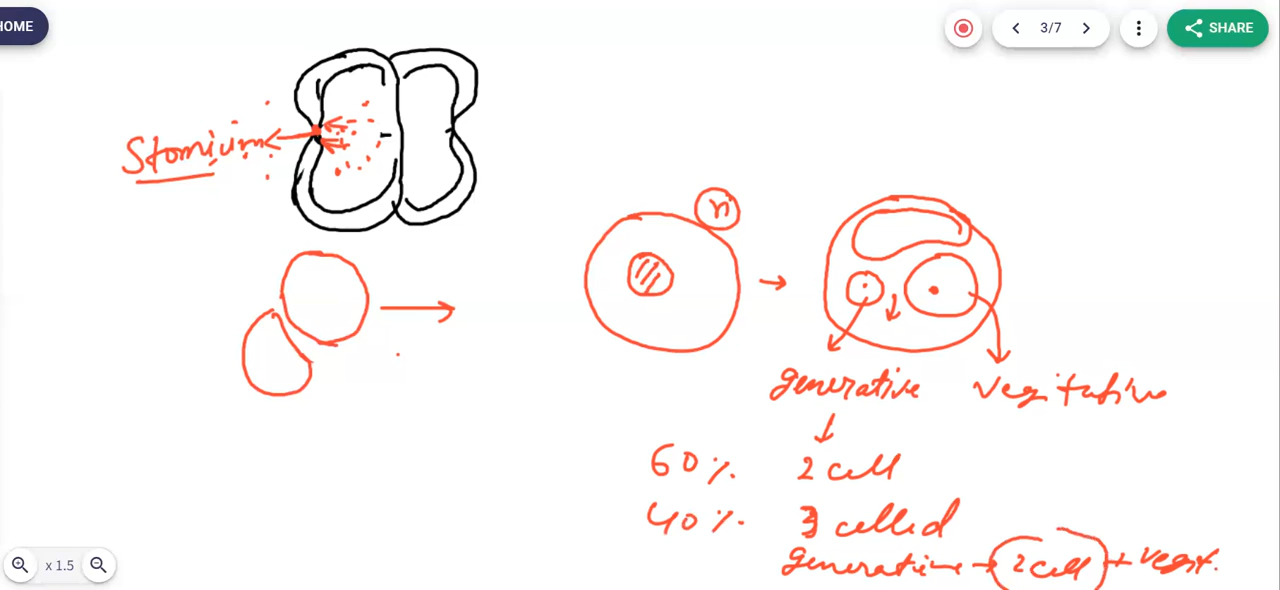 HOME
3/7
SHARE
Stomium
n
generative vegitative
60% 2 cell
40% 3 celled
generative → 2 cell + veget.
x 1.5